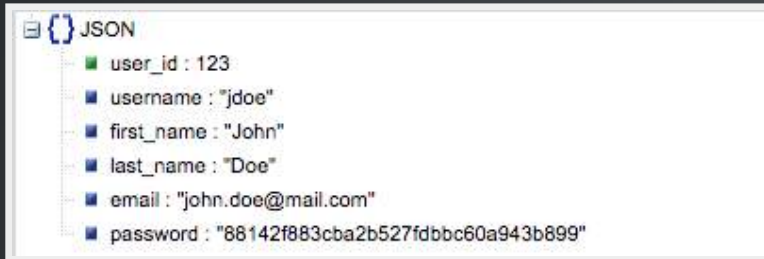 {} JSON
user_id : 123
username : "jdoe"
first_name : "John"
last_name : "Doe"
email : "john.doe@mail.com"
password : "88142f883cba2b527fdbbc60a943b899"